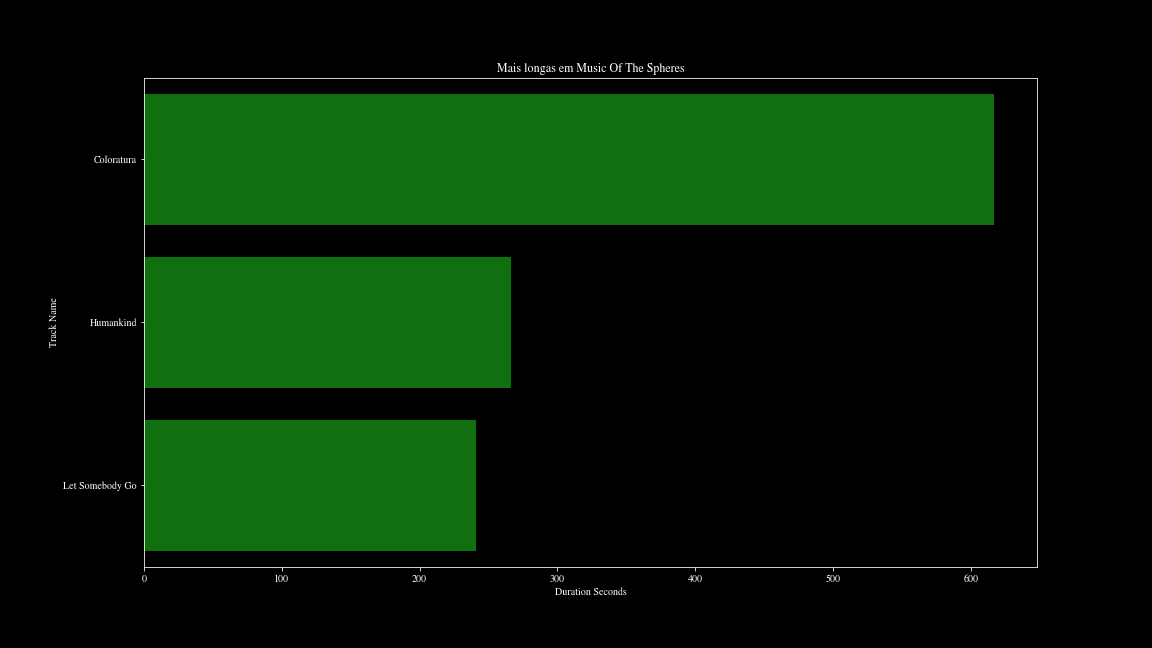 Mais longas em Music Of The Spheres
Track Name
Coloratura
Humankind
Let Somebody Go
0 100 200 300 400 500 600
Duration Seconds